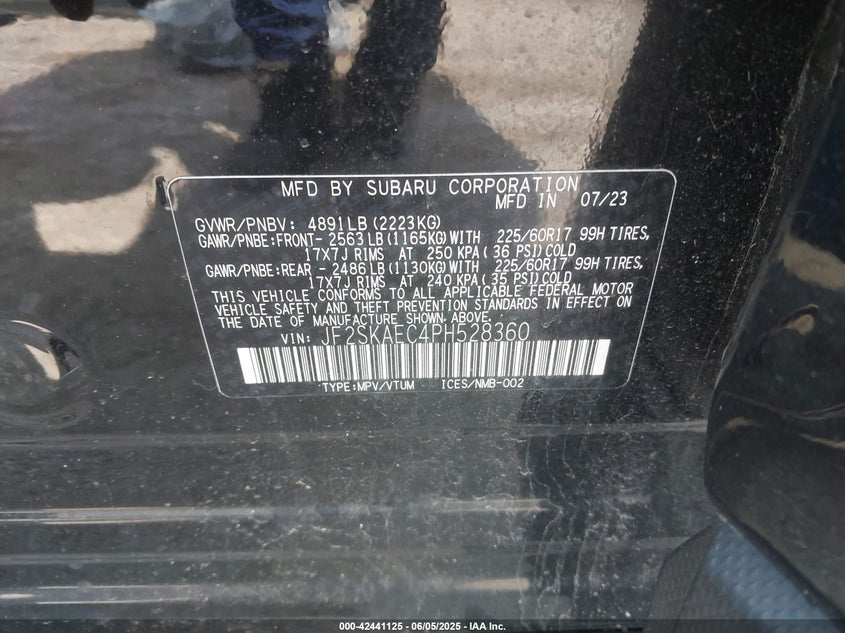 MFD BY SUBARU CORPORATION
MFD IN 07/23
GVWR/PNBV: 4891LB(2223KG)
GAWR/PNBE:FRONT- 2563LB(1165KG)WITH 225/60R17 99H TIRES,
17X7J RIMS AT 250 KPA( 36 PSI)COLD
GAWR/PNBE:REAR - 2486LB(1130KG)WITH 225/60R17 99H TIRES,
17X7J RIMS AT 240 KPA(35 PSI)COLD
THIS VEHICLE CONFORMS TO ALL APPLICABLE FEDERAL MOTOR
VEHICLE SAFETY AND THEFT PREVENTION STANDARDS IN EFFECT ON
THE DATE OF MANUFACTURE SHOWN ABOVE.
VIN: JF2SKAEC4PH528360
TYPE:MPV/VTUM ICES/NMB-002
000-42441125 - 06/05/2025 - IAA Inc.